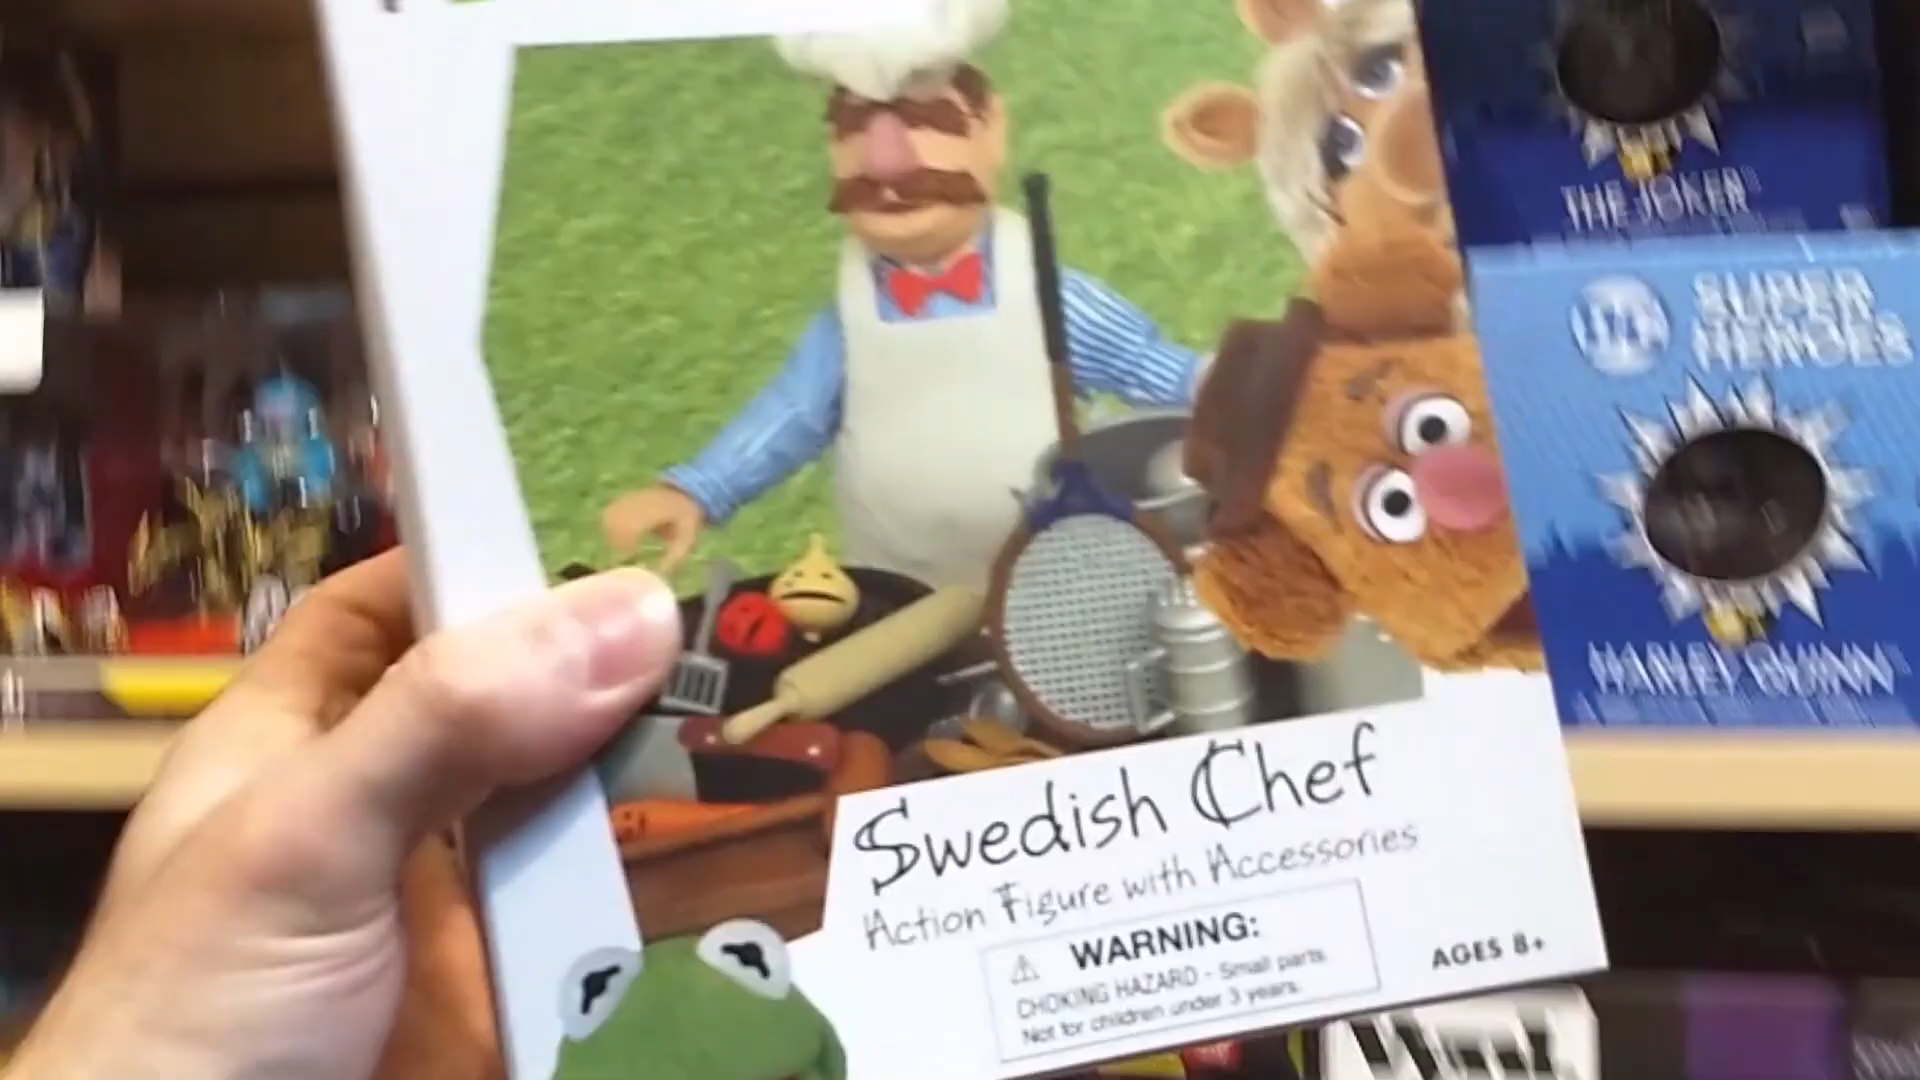 Swedish Chef
Action Figure with Accessories
WARNING:
CHOKING HAZARD - Small parts.
Not for children under 3 years.
AGES 8+
THE JOKER
SUPER
HEROES
HARLEY QUINN